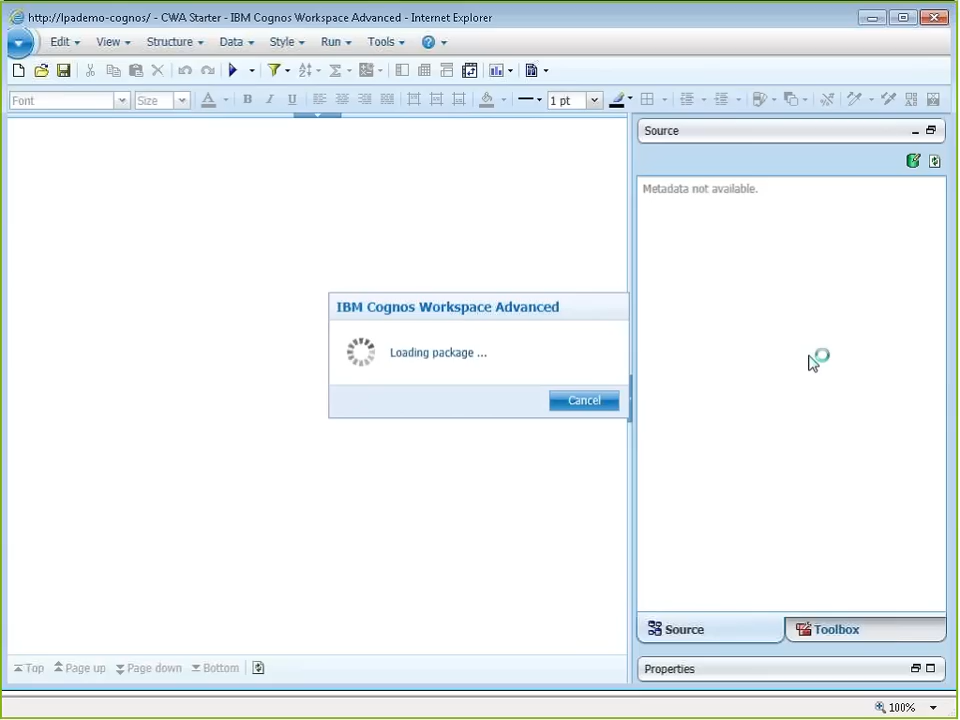 http://lpademo-cognos/ - CWA Starter - IBM Cognos Workspace Advanced - Internet Explorer
Edit View Structure Data Style Run Tools
Font Size A B I U 1 pt
Source
Metadata not available.
IBM Cognos Workspace Advanced
Loading package ...
Cancel
Source Toolbox
Top Page up Page down Bottom
Properties
100%